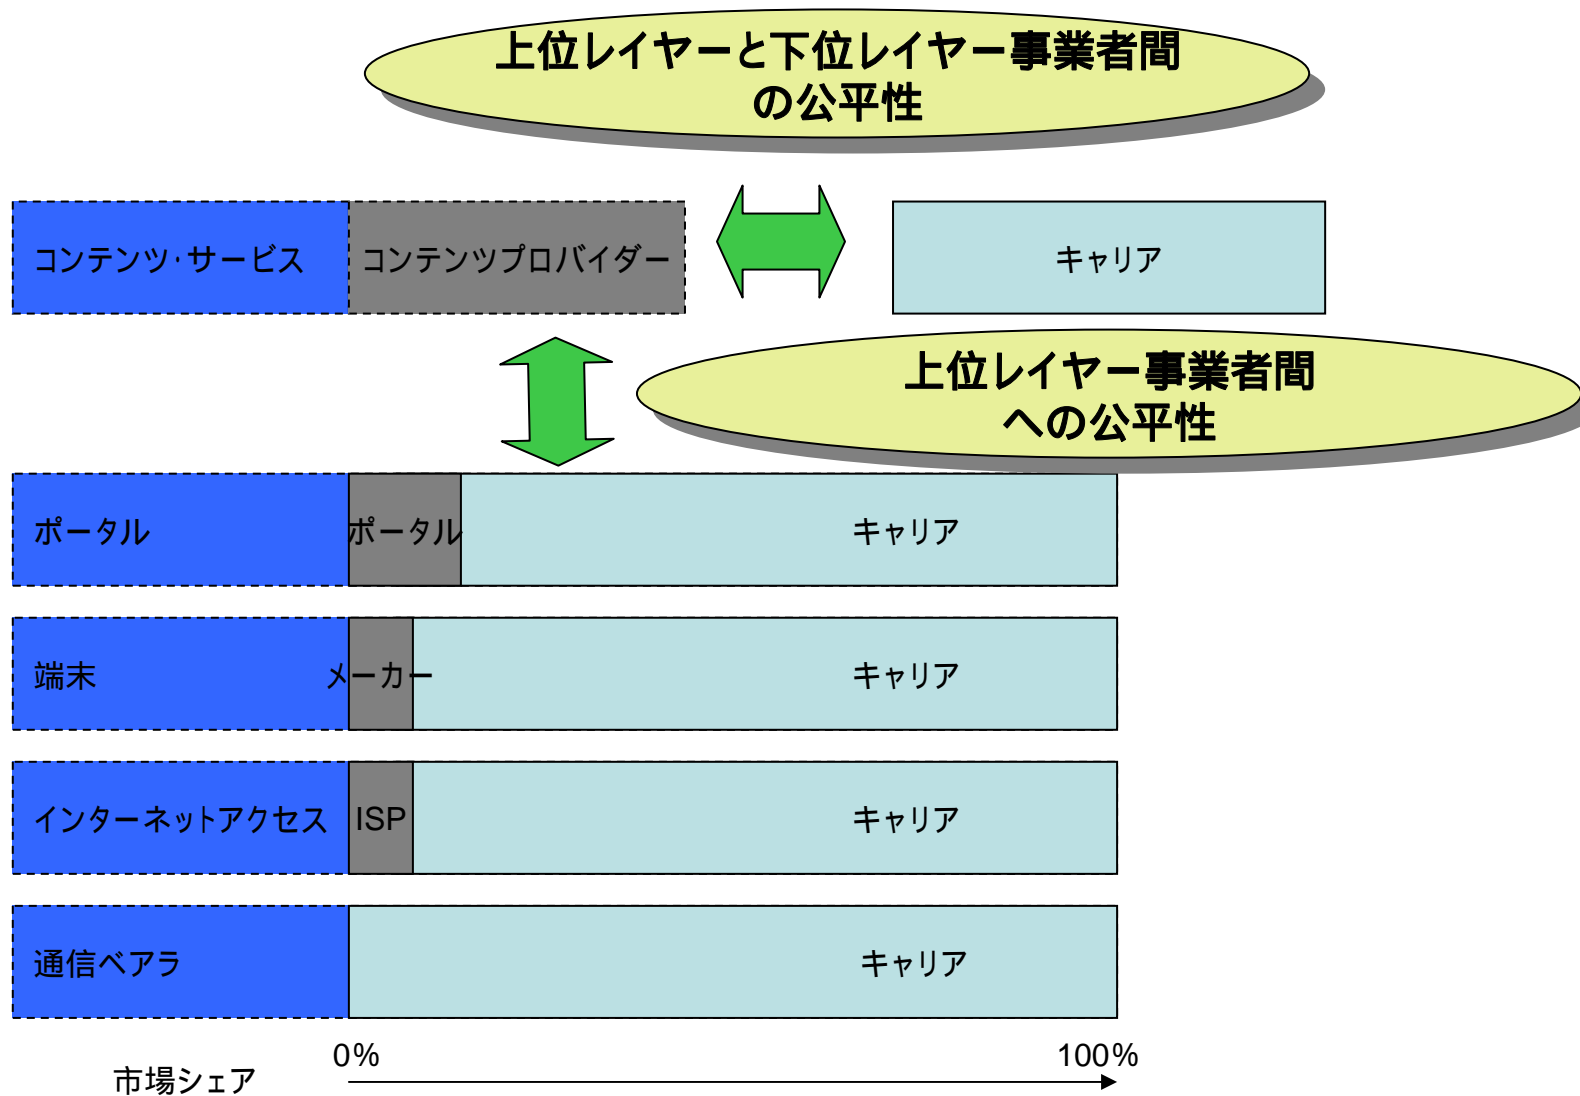 上位レイヤーと下位レイヤー事業者間
の公平性
コンテンツ・サービス
コンテンツプロバイダー
キャリア
上位レイヤー事業者間
への公平性
ポータル
ポータル
キャリア
端末
メーカー
キャリア
インターネットアクセス
ISP
キャリア
通信ベアラ
キャリア
0%
100%
市場シェア